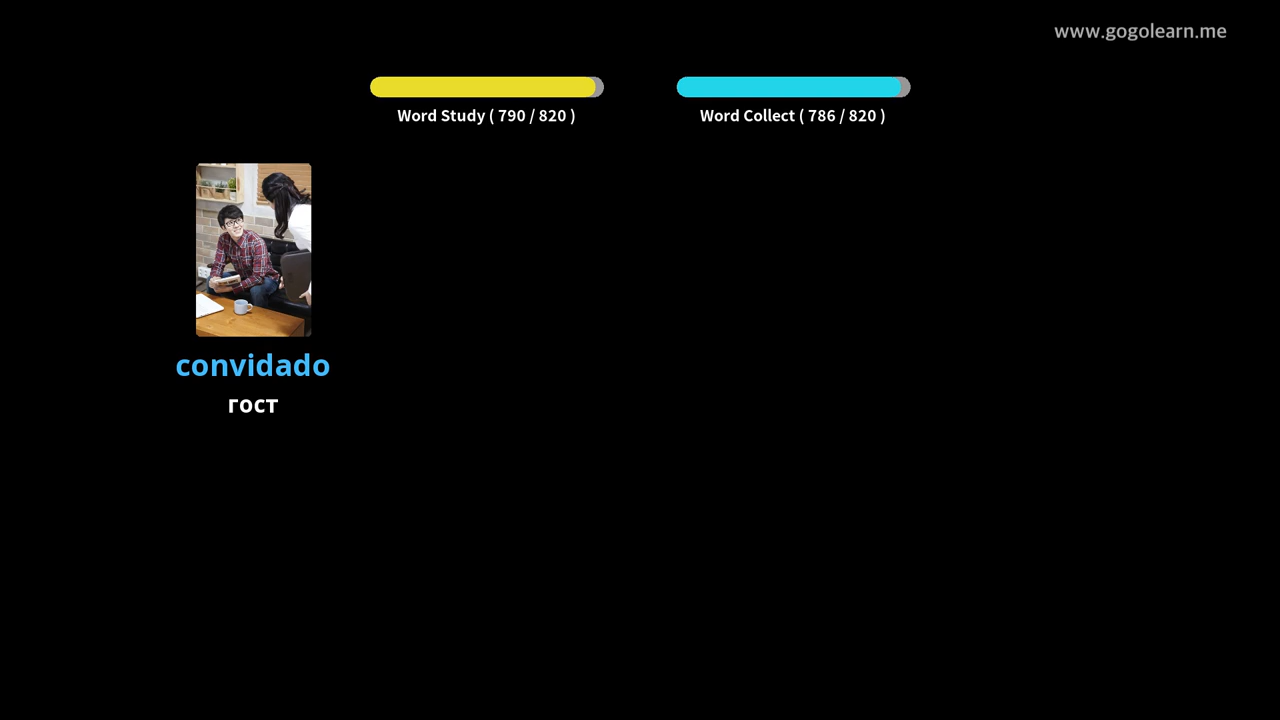 www.gogolearn.me
Word Study ( 790 / 820 )
Word Collect ( 786 / 820 )
convidado
гост